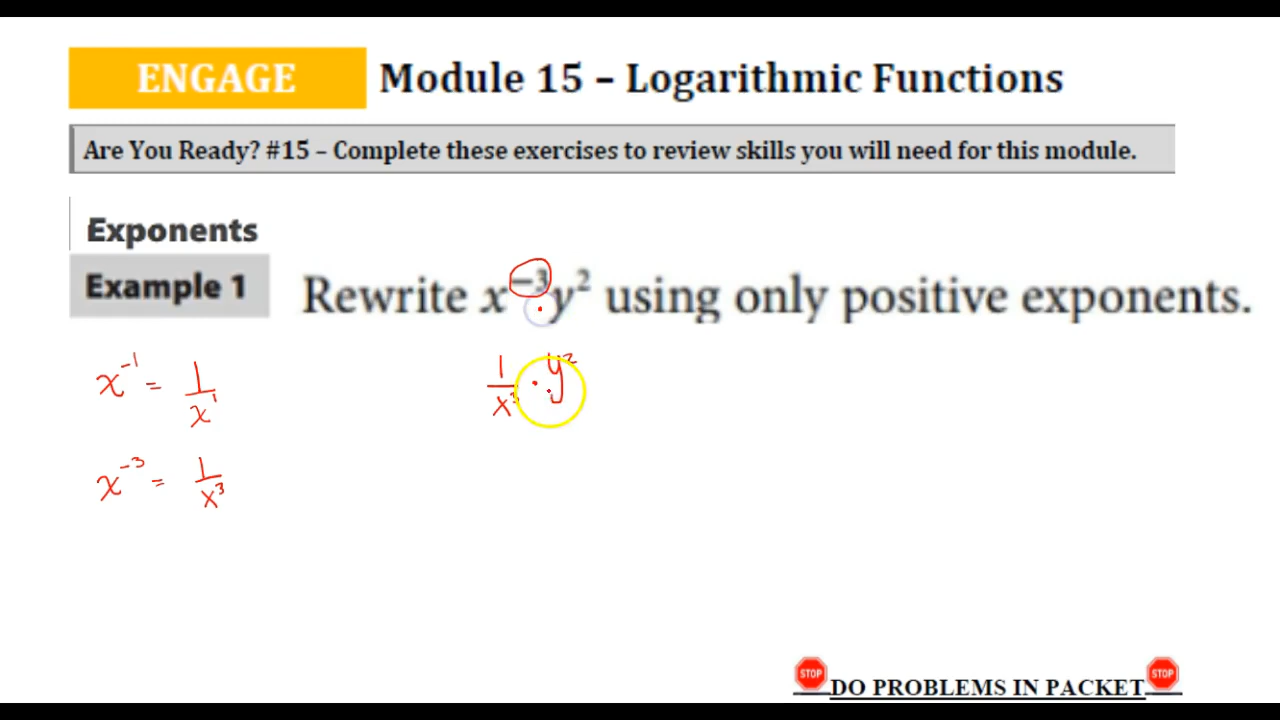 ENGAGE Module 15 – Logarithmic Functions
Are You Ready? #15 – Complete these exercises to review skills you will need for this module.
Exponents
Example 1 Rewrite x⁻³y² using only positive exponents.
x⁻¹ = 1/x¹
1/x³ · y²
x⁻³ = 1/x³
STOP DO PROBLEMS IN PACKET STOP